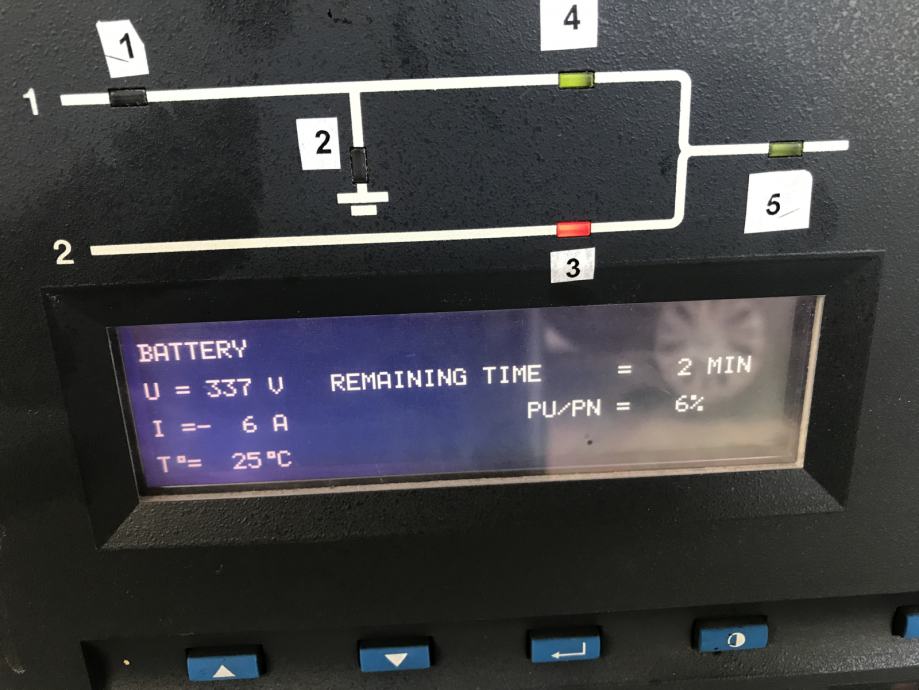 4
1
1
2
5
2
3
BATTERY
U = 337 V REMAINING TIME = 2 MIN
I =- 6 A PU/PN = 6%
T°= 25°C